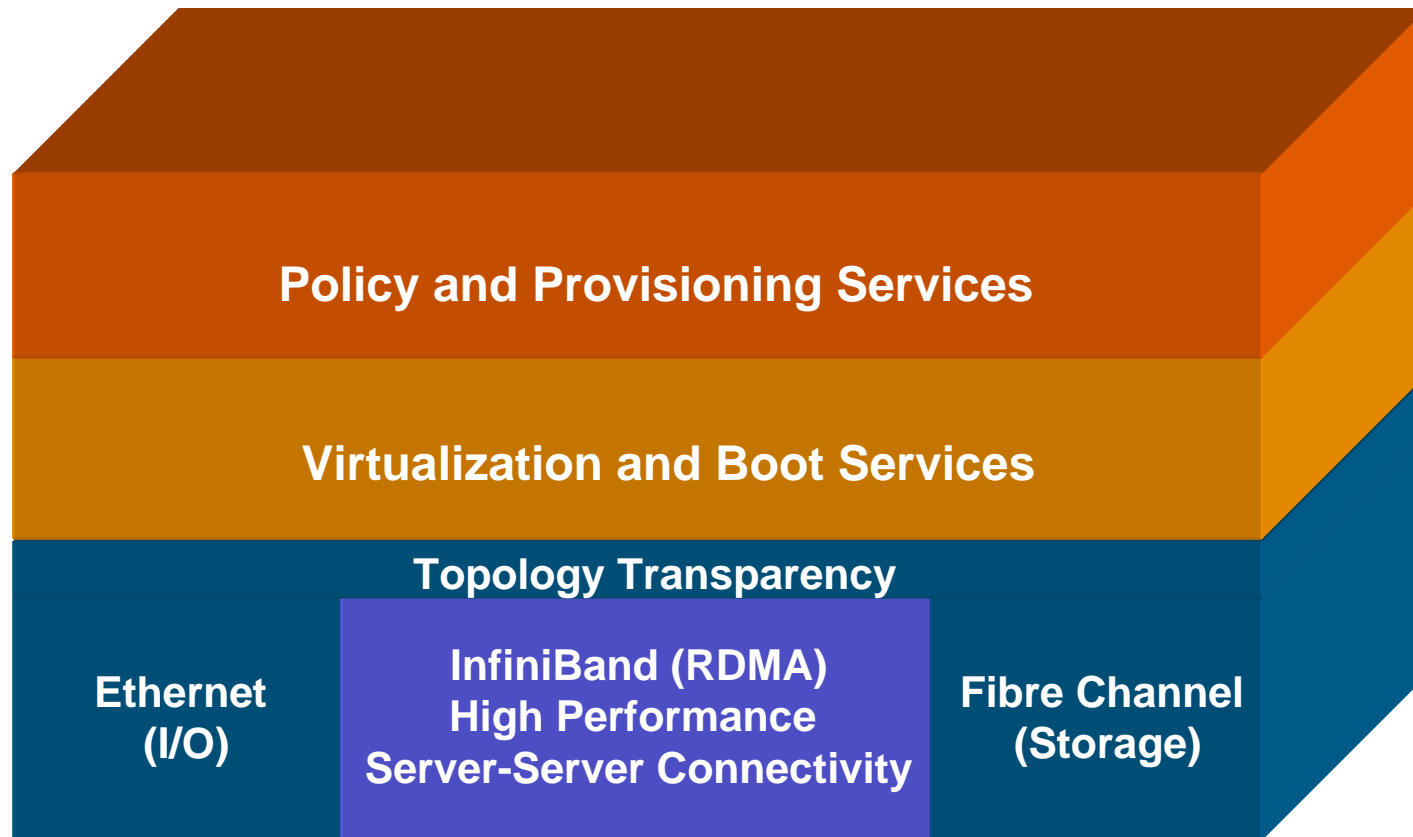 Policy and Provisioning Services
Virtualization and Boot Services
Topology Transparency
Ethernet
(I/O)
InfiniBand (RDMA)
High Performance
Server-Server Connectivity
Fibre Channel
(Storage)